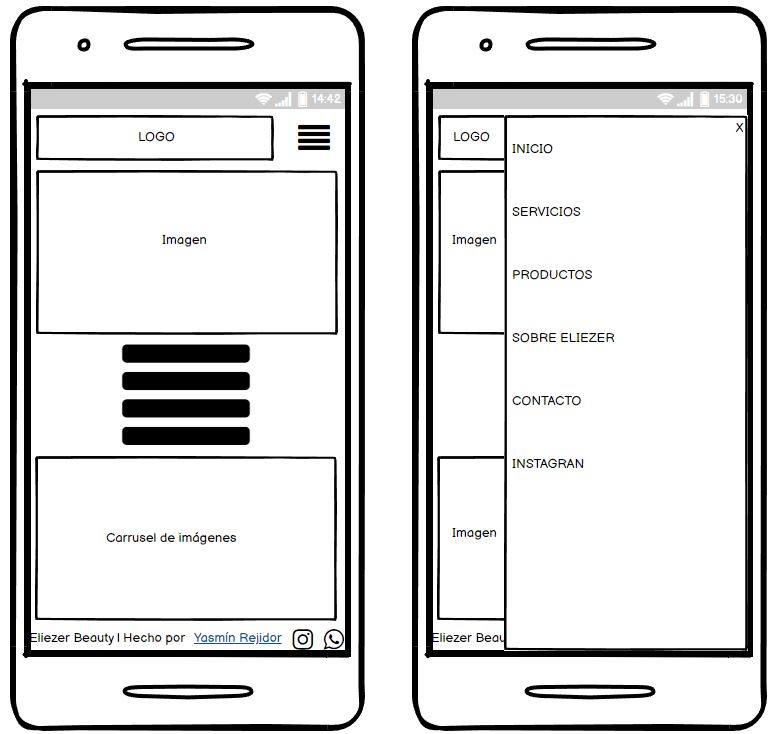 14:42
LOGO
Imagen
Carrusel de imágenes
Eliezer Beauty | Hecho por Yasmín Rejidor
15:30
LOGO
X
INICIO
SERVICIOS
Imagen
PRODUCTOS
SOBRE ELIEZER
CONTACTO
INSTAGRAN
Imagen
Eliezer Beau